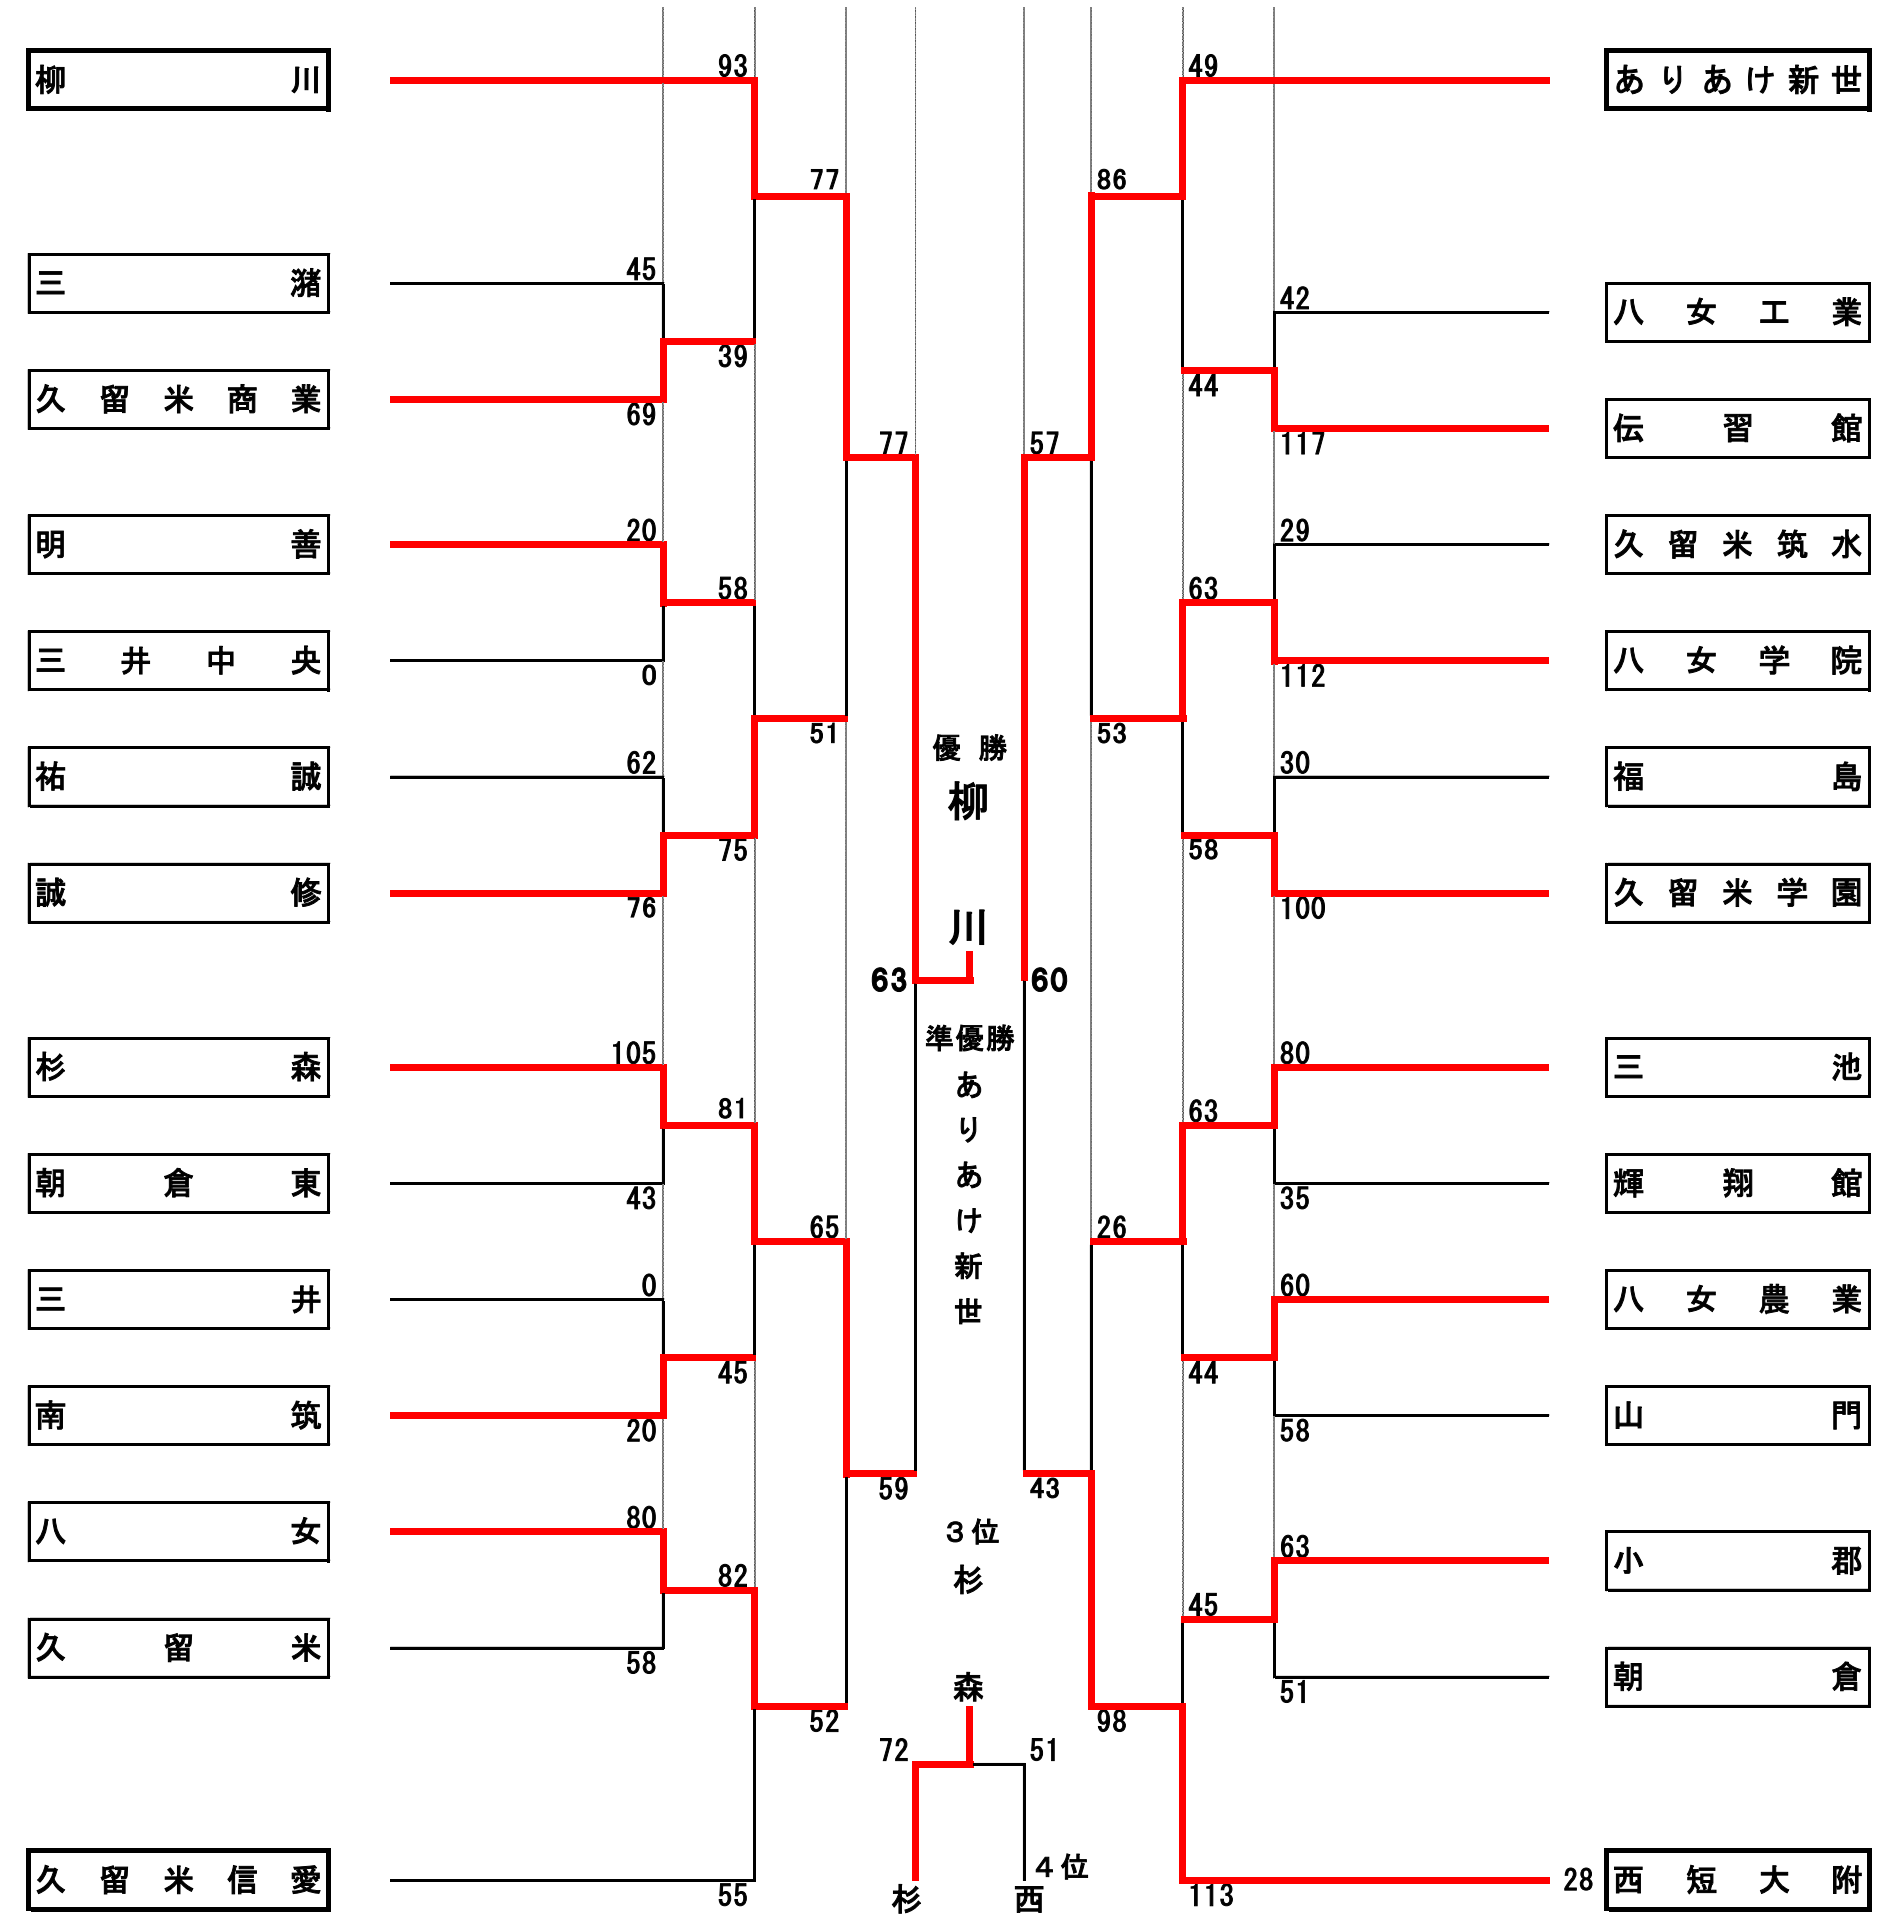 柳川 93 49 ありあけ新世
77 86
三潴 45
42 八女工業
39
44
久留米商業 69
117 伝習館
77 57
明善 20 29 久留米筑水
58 63
三井中央 0 112 八女学院
51 53
優勝
祐誠 62 30 福島
柳川
75 58
誠修 76 100 久留米学園
63 60
準優勝
ありあけ新世
杉森 105 80 三池
81 63
朝倉東 43 35 輝翔館
65 26
三井 0 60 八女農業
45 44
南筑 20 58 山門
59 43
八女 80
3位
杉森
63 小郡
82
45
久留米 58
51 朝倉
52 98
72 51
4位
久留米信愛 55 113 28 西短大附
杉 西